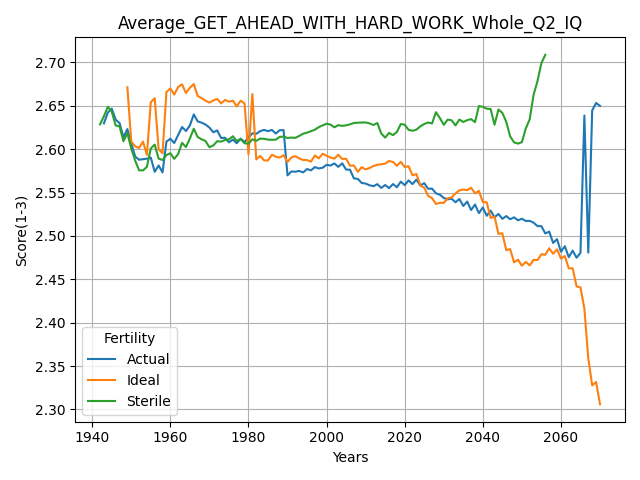 Average_GET_AHEAD_WITH_HARD_WORK_Whole_Q2_IQ
Score(1-3)
2.70
2.65
2.60
2.55
2.50
2.45
2.40
2.35
2.30
Fertility
Actual
Ideal
Sterile
1940 1960 1980 2000 2020 2040 2060
Years